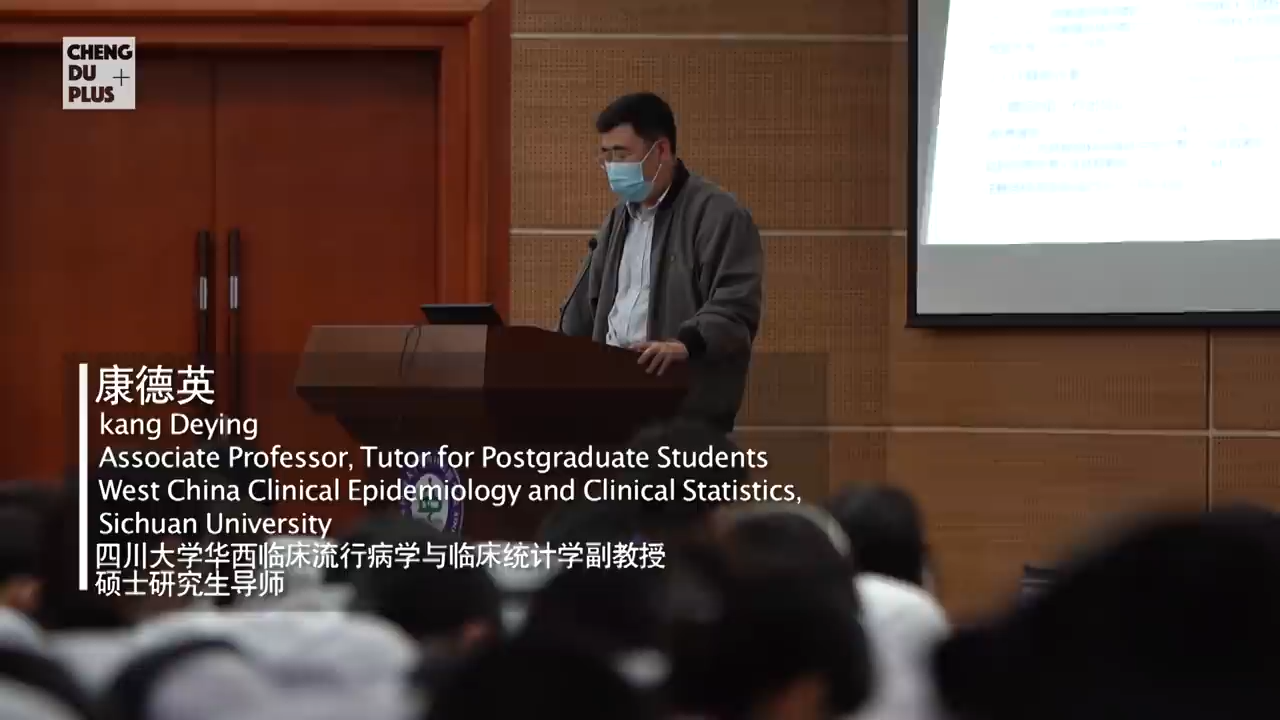 CHENG
DU
PLUS
康德英
kang Deying
Associate Professor, Tutor for Postgraduate Students
West China Clinical Epidemiology and Clinical Statistics,
Sichuan University
四川大学华西临床流行病学与临床统计学副教授
硕士研究生导师